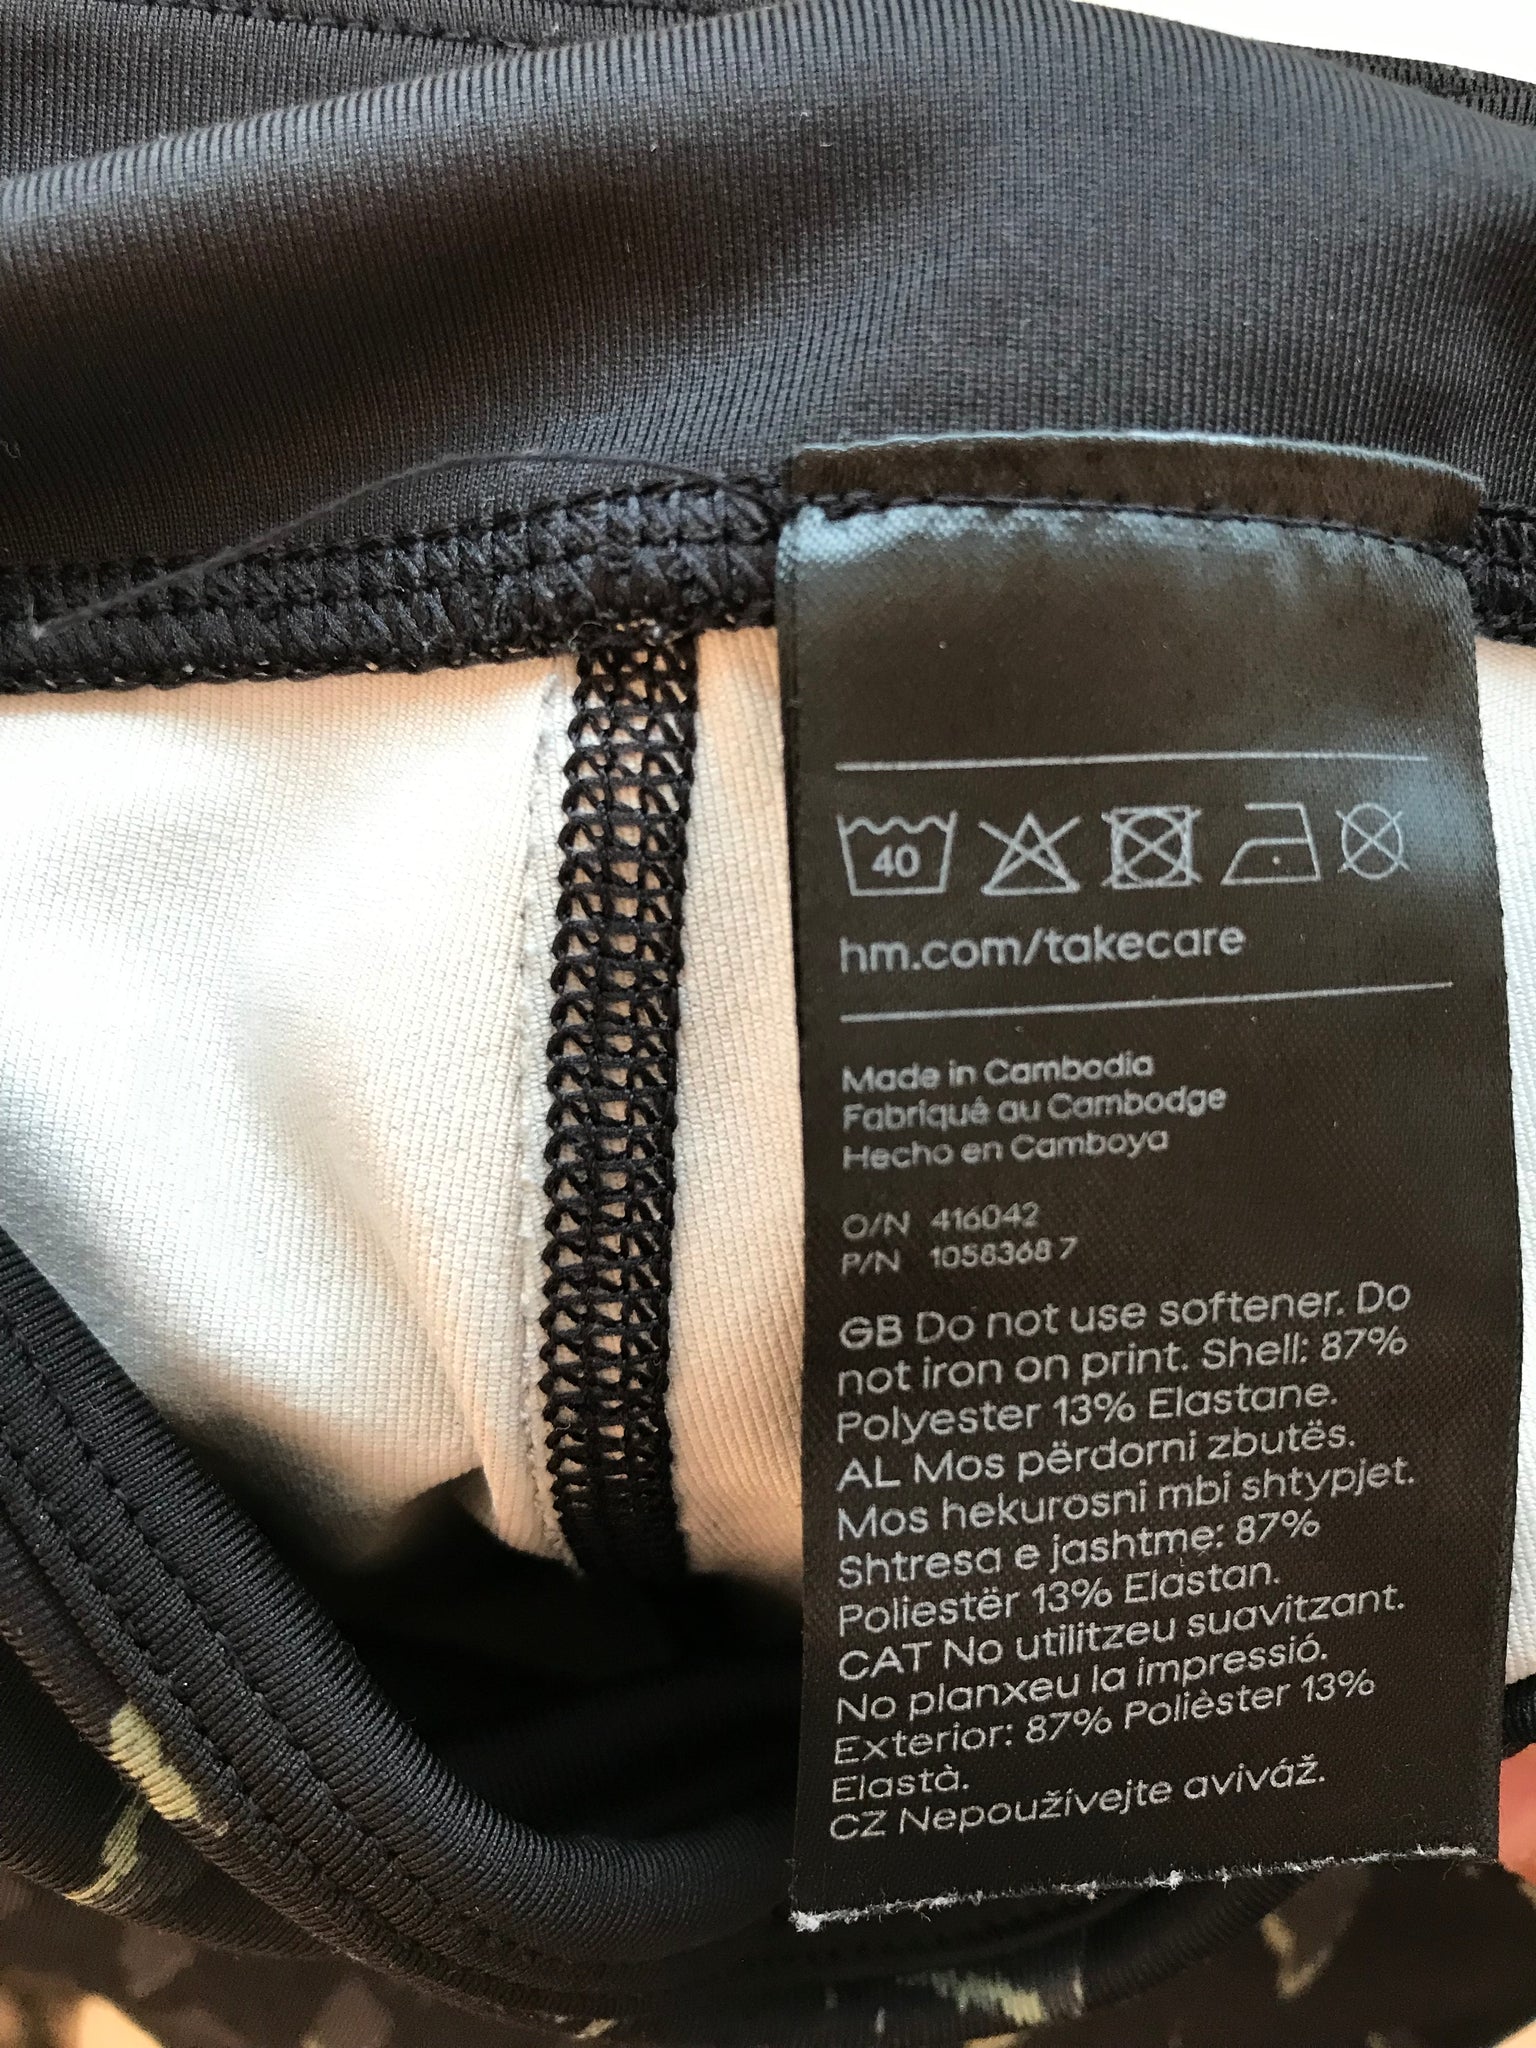 40
hm.com/takecare
Made in Cambodia
Fabriqué au Cambodge
Hecho en Camboya
O/N 416042
P/N 1058368 7
GB Do not use softener. Do
not iron on print. Shell: 87%
Polyester 13% Elastane.
AL Mos përdorni zbutës.
Mos hekurosni mbi shtypjet.
Shtresa e jashtme: 87%
Poliestër 13% Elastan.
CAT No utilitzeu suavitzant.
No planxeu la impressió.
Exterior: 87% Polièster 13%
Elastà.
CZ Nepoužívejte aviváž.